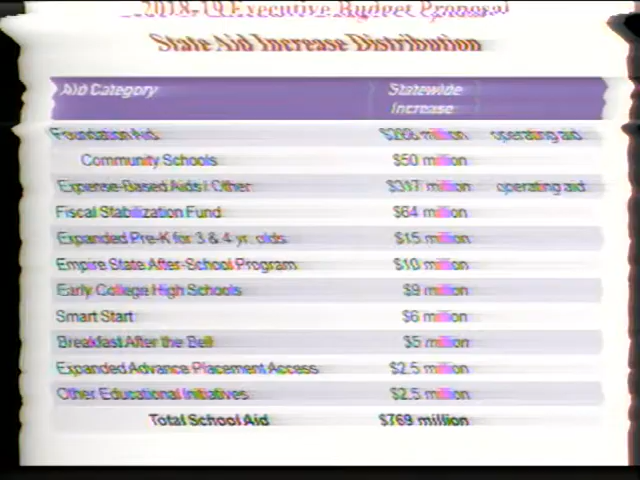 2018-19 Executive Budget Proposal
State Aid Increase Distribution
Aid Category Statewide
Increase
Foundation Aid $288 million operating aid
Community Schools $50 million
Expense-Based Aids / Other $317 million operating aid
Fiscal Stabilization Fund $64 million
Expanded Pre-K for 3 & 4 yr. olds $15 million
Empire State After-School Program $10 million
Early College High Schools $9 million
Smart Start $6 million
Breakfast After the Bell $5 million
Expanded Advance Placement Access $2.5 million
Other Educational Initiatives $2.5 million
Total School Aid $769 million